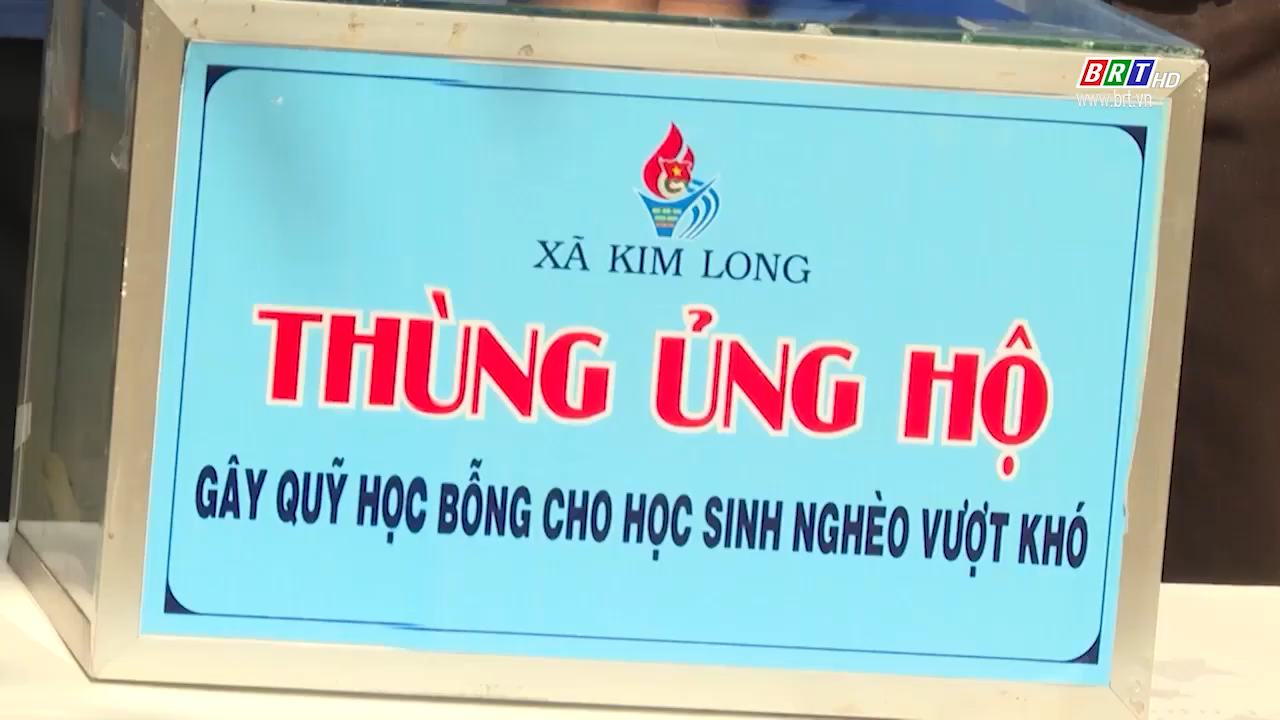 BRT HD
www.brt.vn
XÃ KIM LONG
THÙNG ỦNG HỘ
GÂY QUỸ HỌC BỖNG CHO HỌC SINH NGHÈO VƯỢT KHÓ